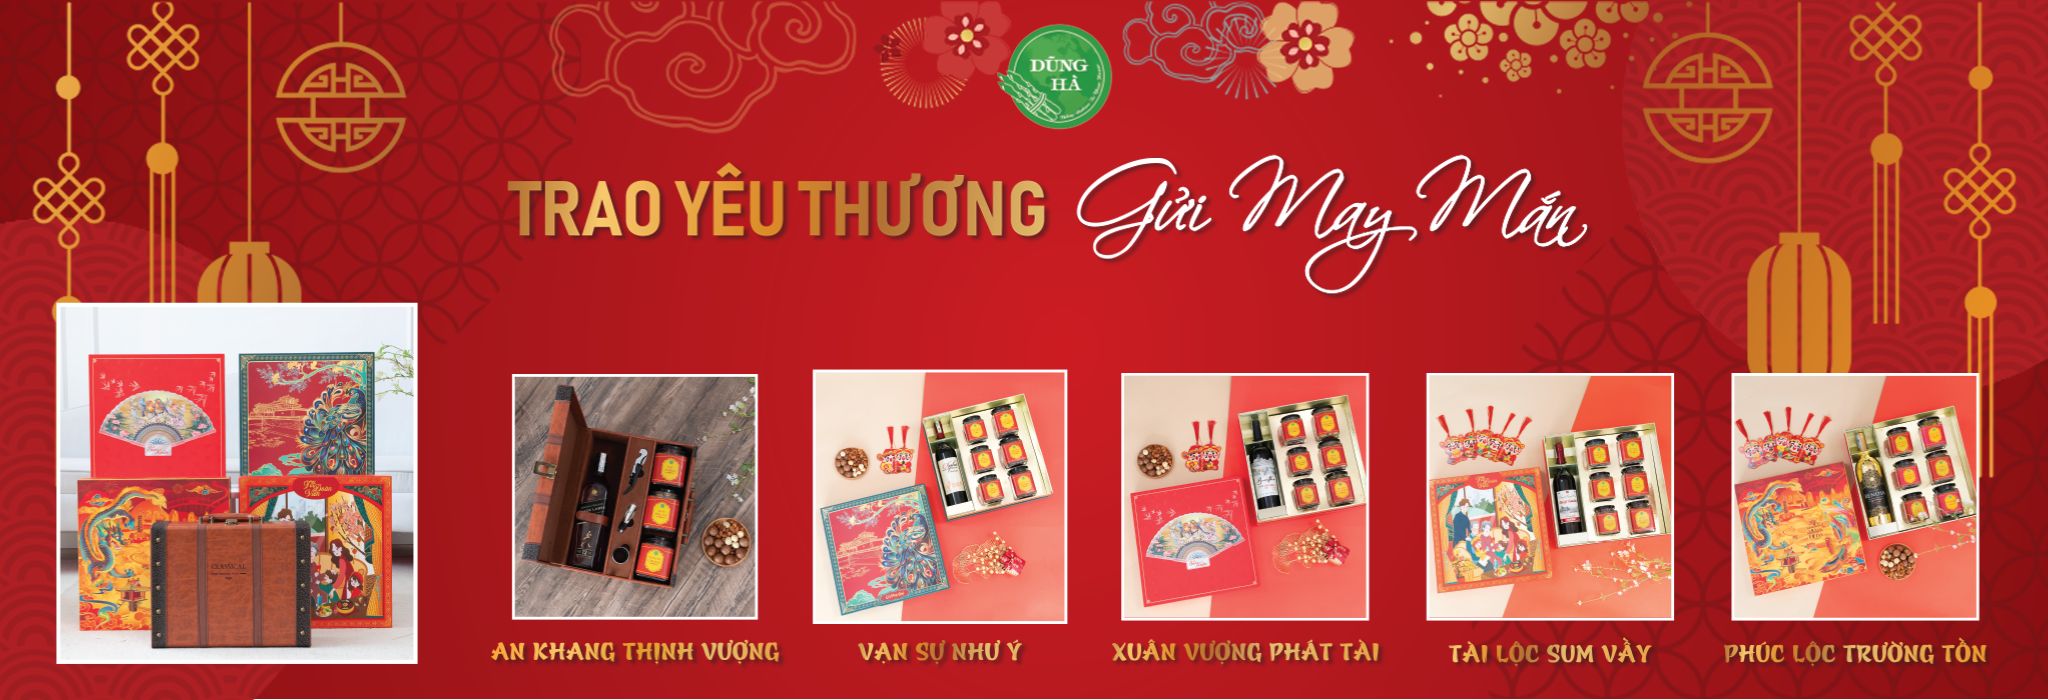 DŨNG
HÀ
TRAO YÊU THƯƠNG Gửi May Mắn
CLASSICAL
AN KHANG THỊNH VƯỢNG
VẠN SỰ NHƯ Ý
XUÂN VƯỢNG PHÁT TÀI
TÀI LỘC SUM VẦY
PHÚC LỘC TRƯỜNG TỒN